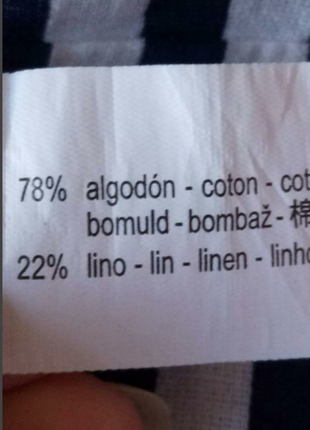 78% algodón - coton - cot
bomuld - bombaž - 棉
22% lino - lin - linen - linho